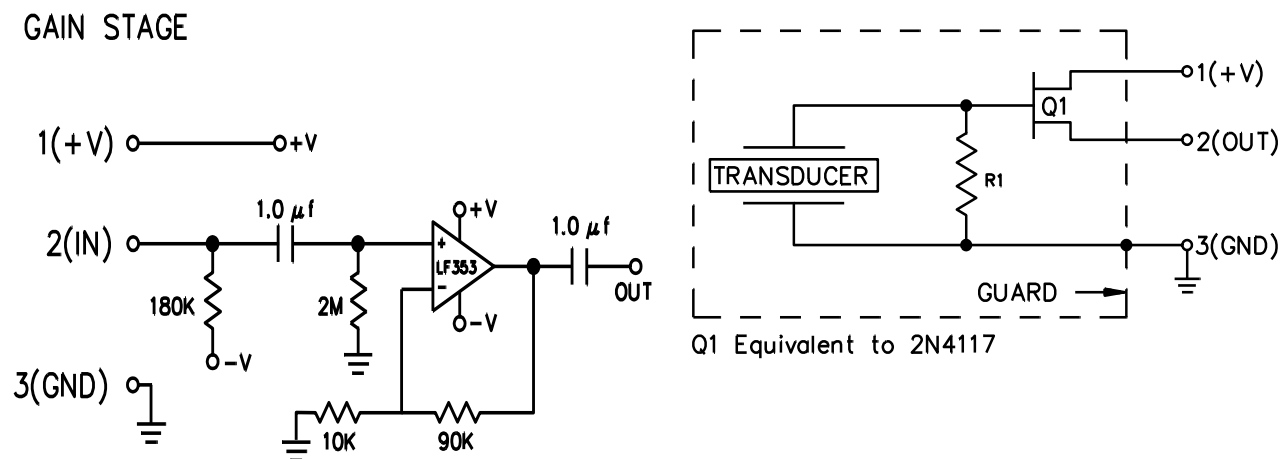 GAIN STAGE
1(+V)
+V
2(IN)
1.0 µf
180K
-V
2M
+
LF353
-
+V
-V
1.0 µf
OUT
3(GND)
10K
90K
1(+V)
Q1
2(OUT)
TRANSDUCER
R1
3(GND)
GUARD
Q1 Equivalent to 2N4117